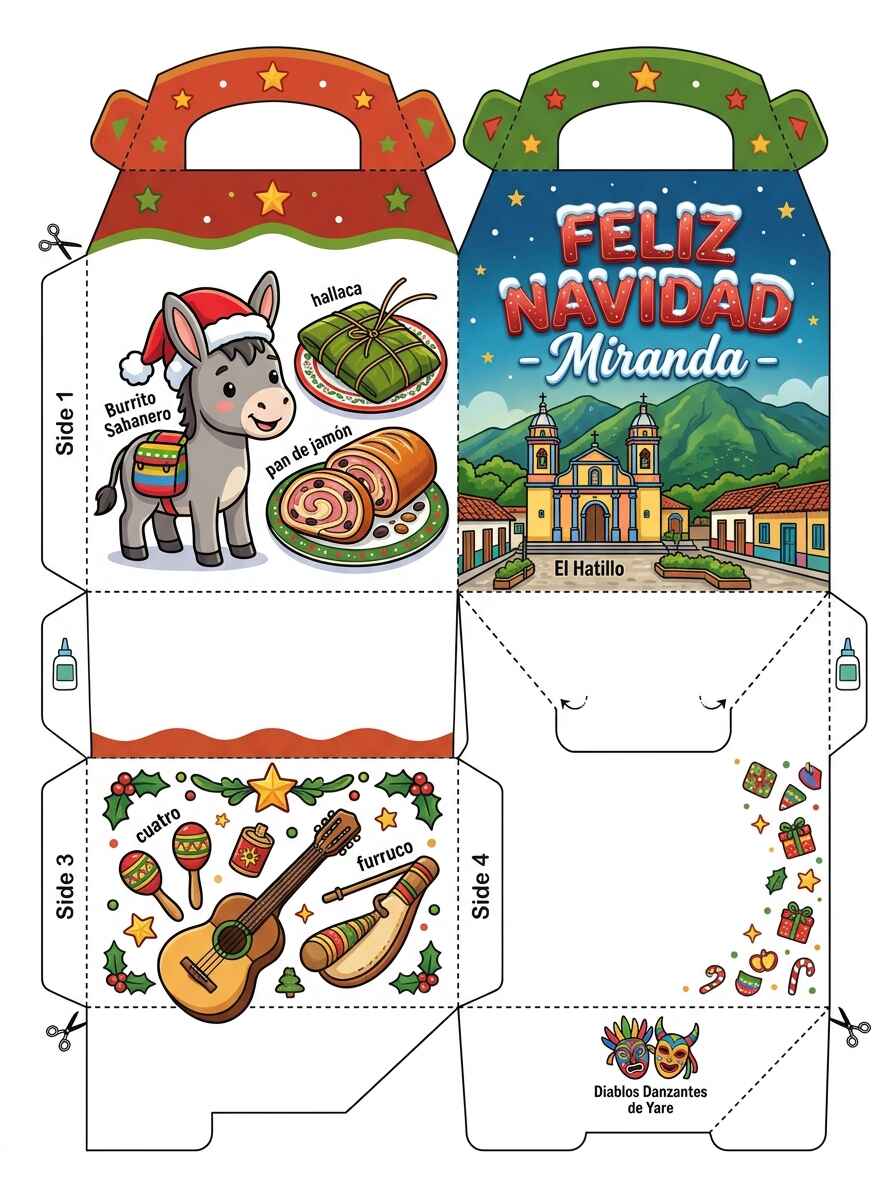 FELIZ
NAVIDAD
- Miranda -
hallaca
Burrito
Sahanero
pan de jamón
Side 1
El Hatillo
cuatro
furruco
Side 3
Side 4
Diablos Danzantes
de Yare